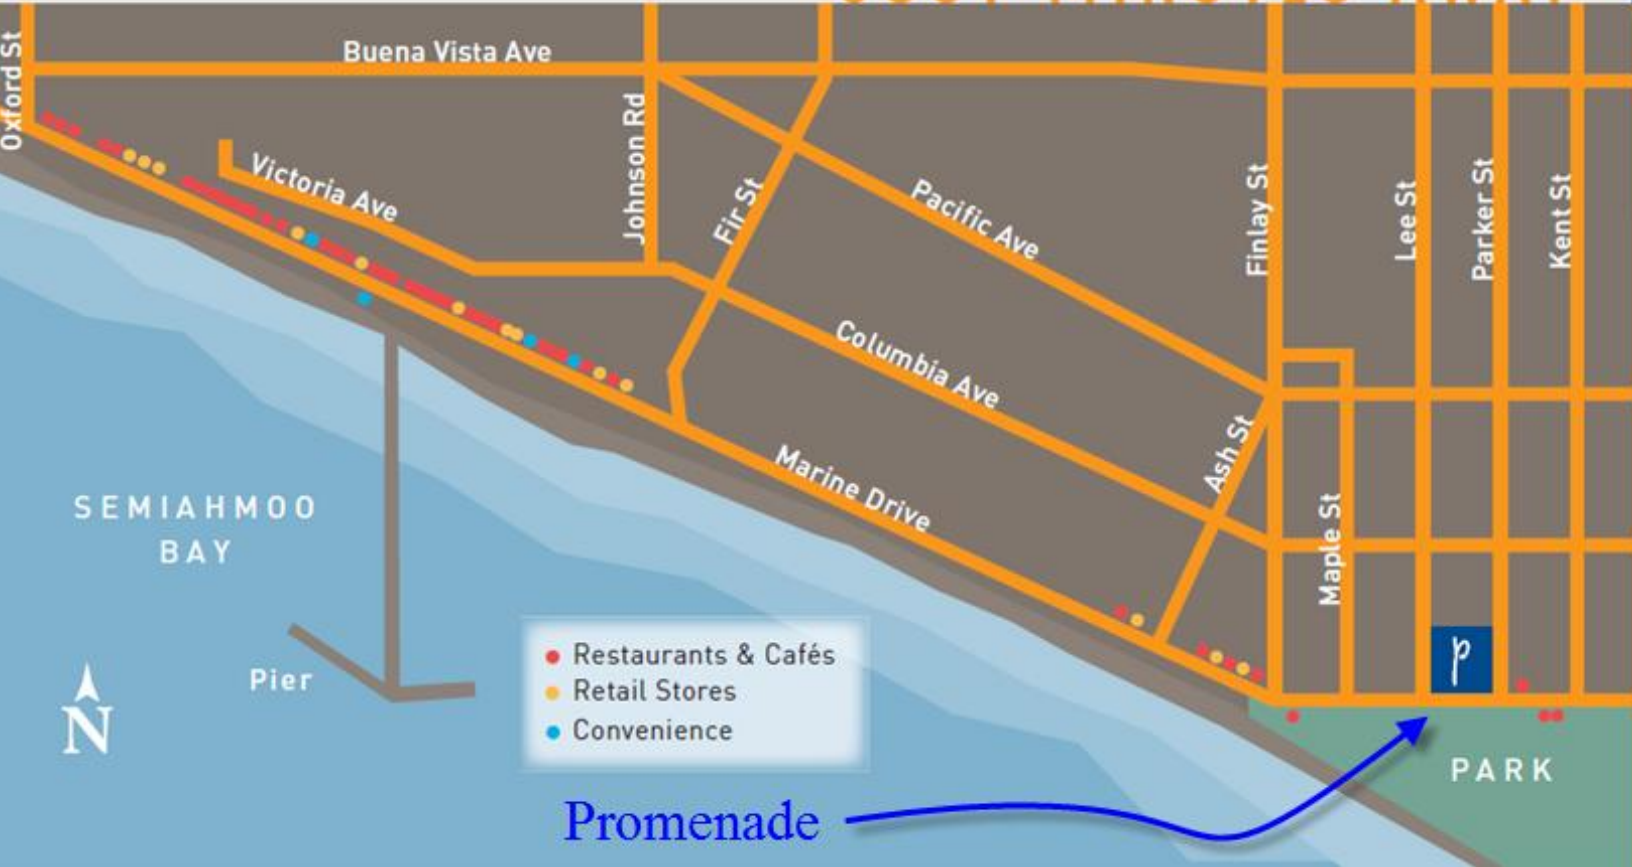 Buena Vista Ave
Oxford St
Victoria Ave
Johnson Rd
Fir St
Pacific Ave
Finlay St
Lee St
Parker St
Kent St
Columbia Ave
Ash St
Marine Drive
Maple St
SEMIAHMOO
BAY
Pier
N
Restaurants & Cafés
Retail Stores
Convenience
p
PARK
Promenade